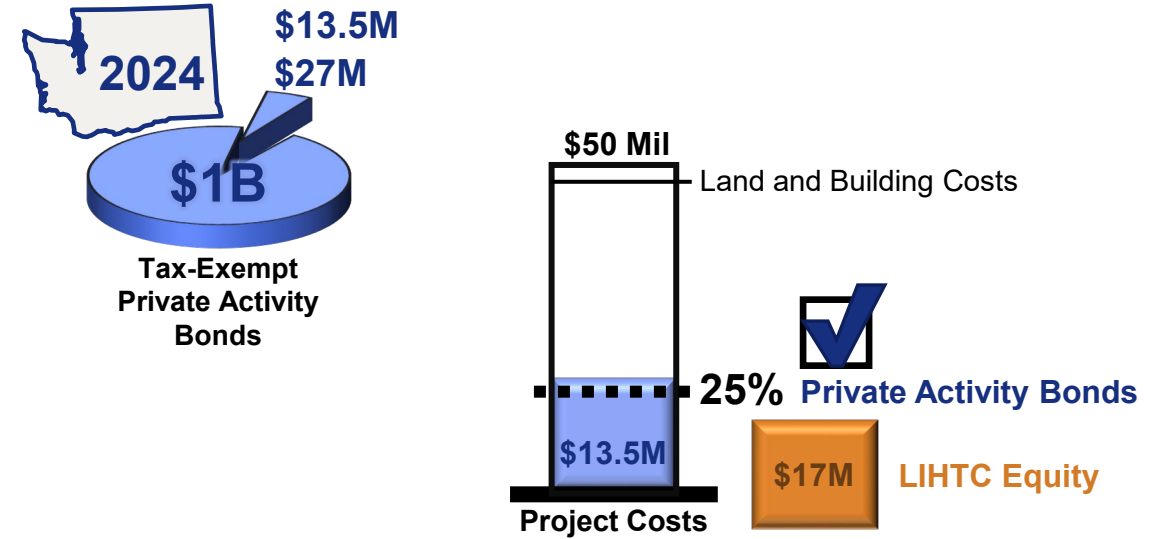 2024
$13.5M
$27M
$1B
Tax-Exempt
Private Activity
Bonds
$50 Mil
Land and Building Costs
25%
Private Activity Bonds
$13.5M
$17M
LIHTC Equity
Project Costs